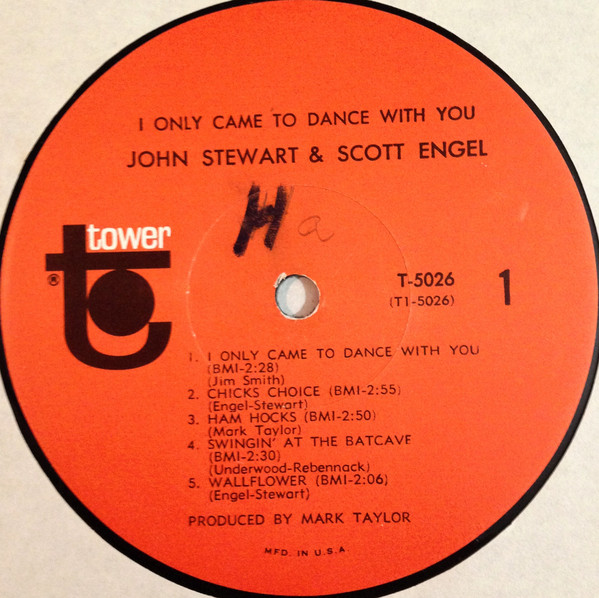 I ONLY CAME TO DANCE WITH YOU
JOHN STEWART & SCOTT ENGEL
Ha
tower
®
T-5026
(T1-5026)
1
1. I ONLY CAME TO DANCE WITH YOU
(BMI-2:28)
(Jim Smith)
2. CHICKS CHOICE (BMI-2:55)
(Engel-Stewart)
3. HAM HOCKS (BMI-2:50)
(Mark Taylor)
4. SWINGIN' AT THE BATCAVE
(BMI-2:30)
(Underwood-Rebennack)
5. WALLFLOWER (BMI-2:06)
(Engel-Stewart)
PRODUCED BY MARK TAYLOR
MFD. IN U.S.A.